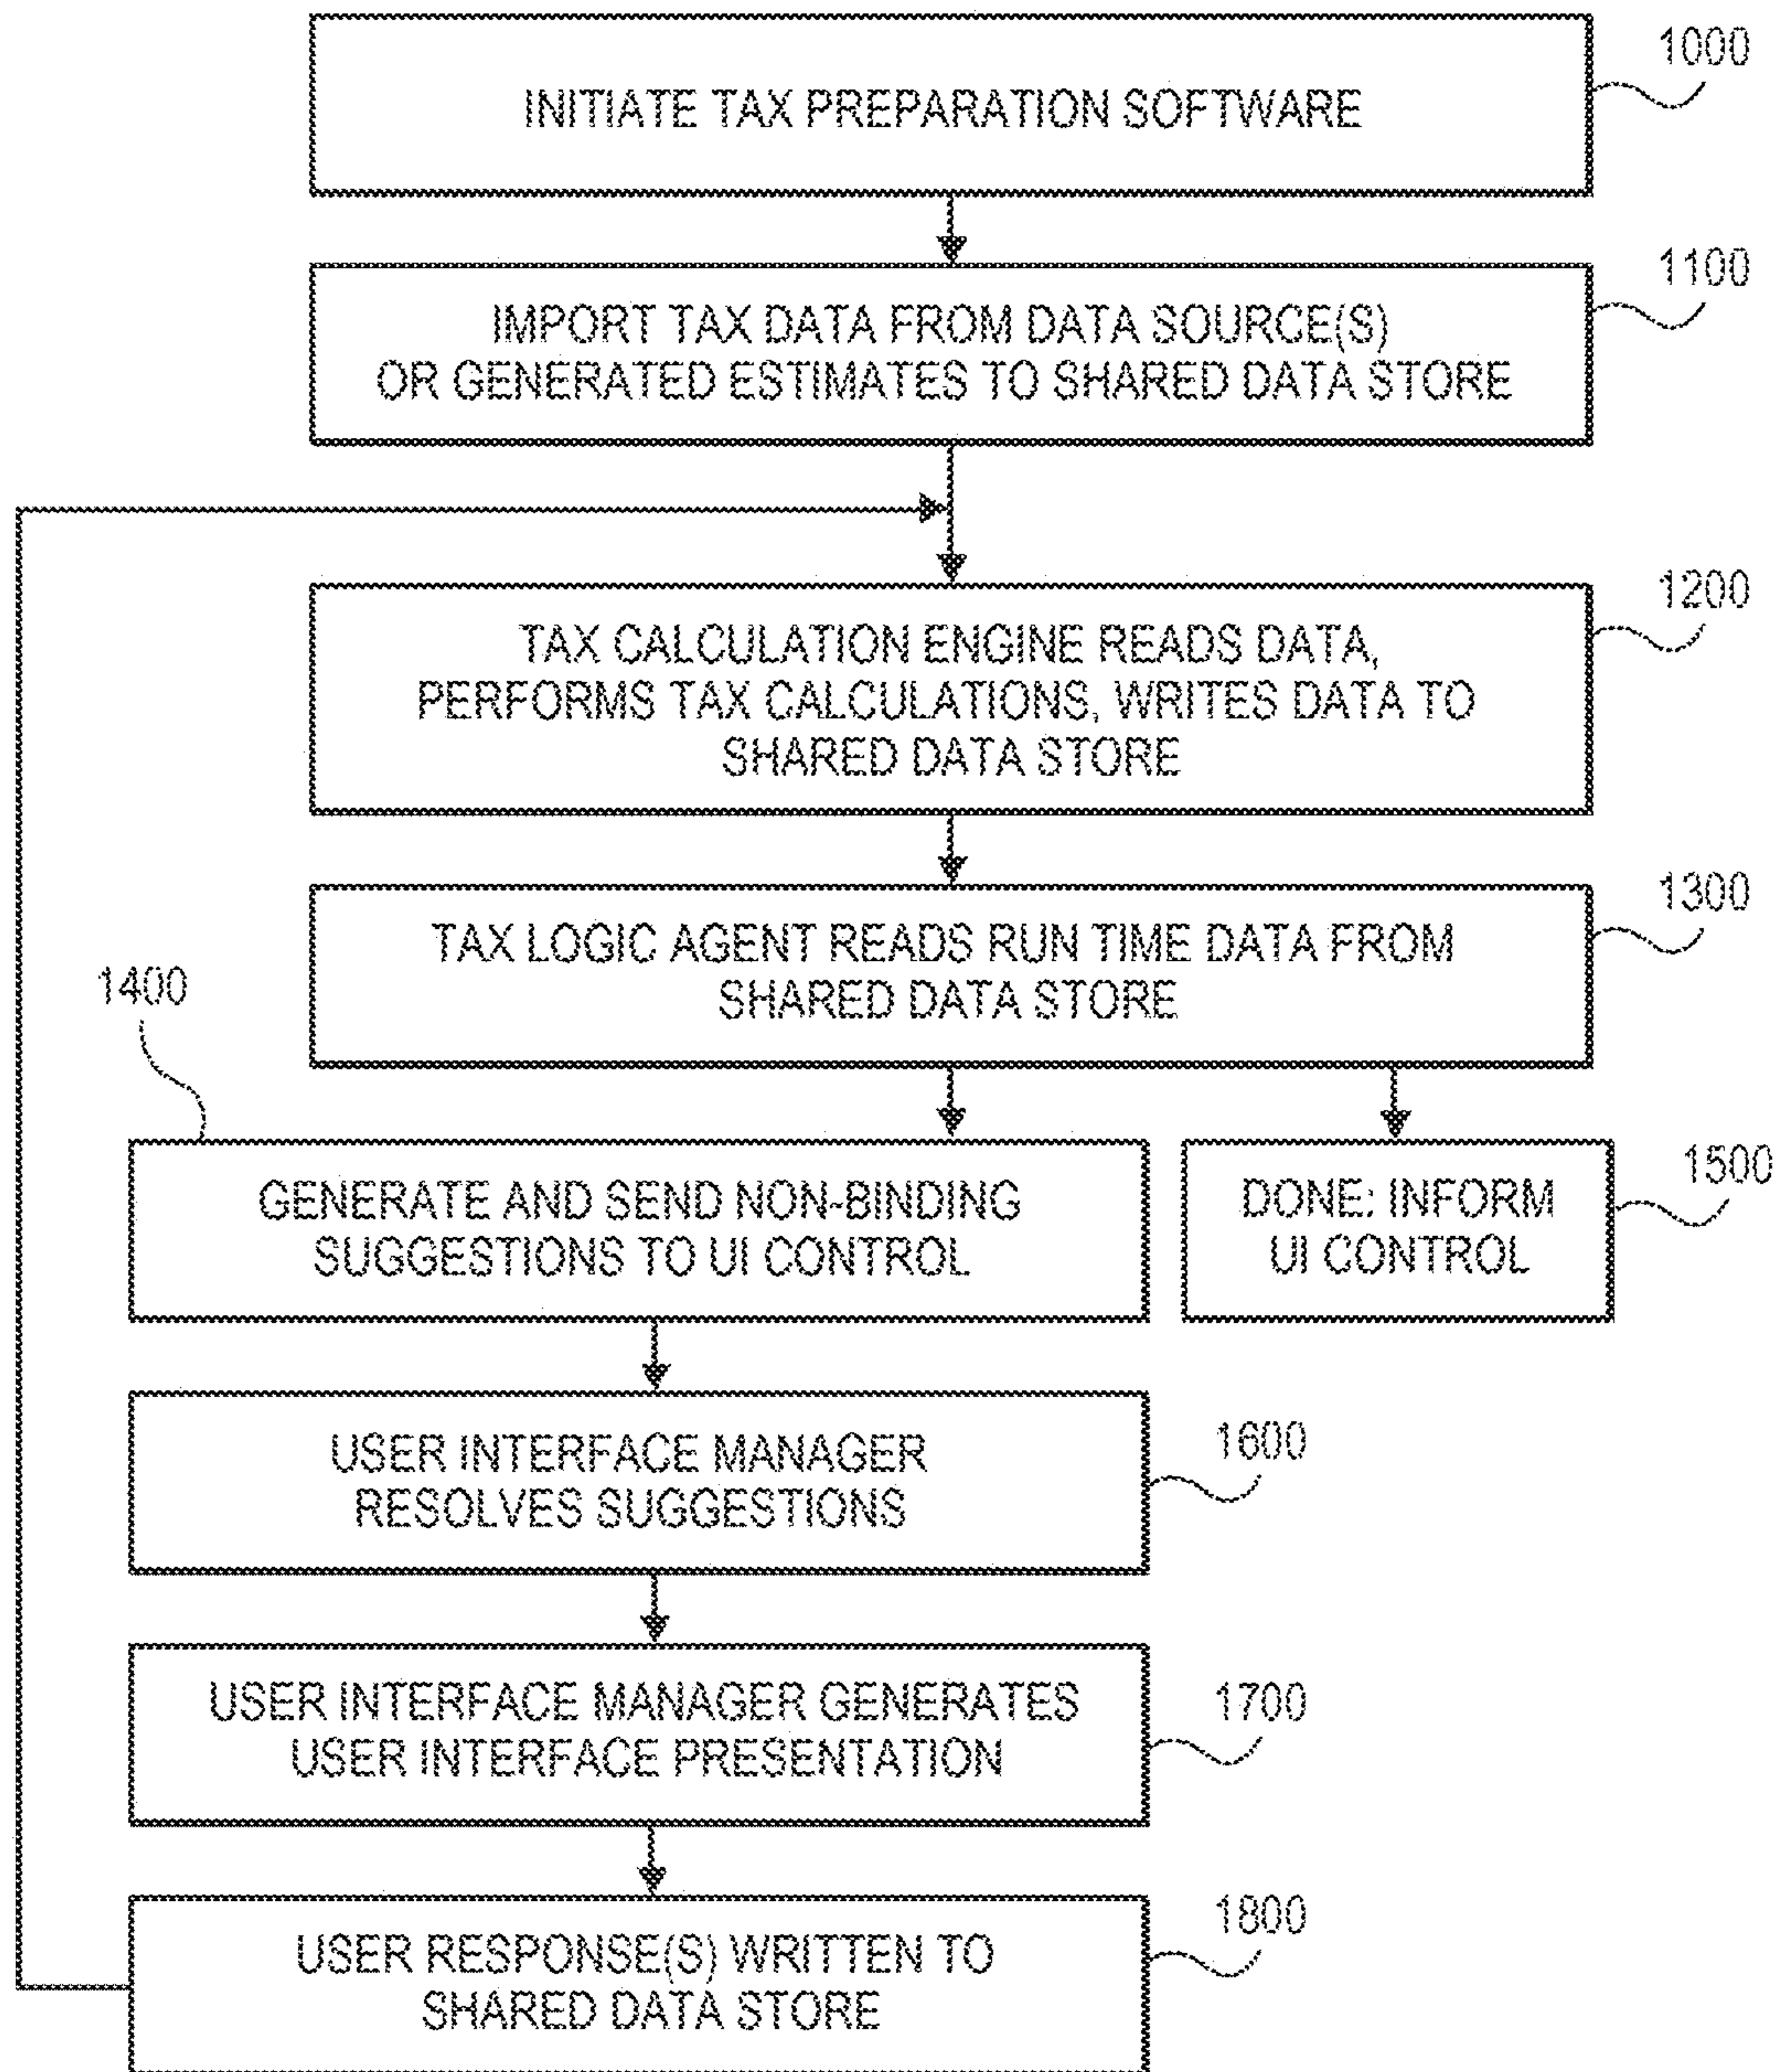 INITIATE TAX PREPARATION SOFTWARE
1000
IMPORT TAX DATA FROM DATA SOURCE(S)
OR GENERATED ESTIMATES TO SHARED DATA STORE
1100
TAX CALCULATION ENGINE READS DATA,
PERFORMS TAX CALCULATIONS, WRITES DATA TO
SHARED DATA STORE
1200
TAX LOGIC AGENT READS RUN TIME DATA FROM
SHARED DATA STORE
1300
1400
GENERATE AND SEND NON-BINDING
SUGGESTIONS TO UI CONTROL
DONE: INFORM
UI CONTROL
1500
USER INTERFACE MANAGER
RESOLVES SUGGESTIONS
1600
USER INTERFACE MANAGER GENERATES
USER INTERFACE PRESENTATION
1700
USER RESPONSE(S) WRITTEN TO
SHARED DATA STORE
1800